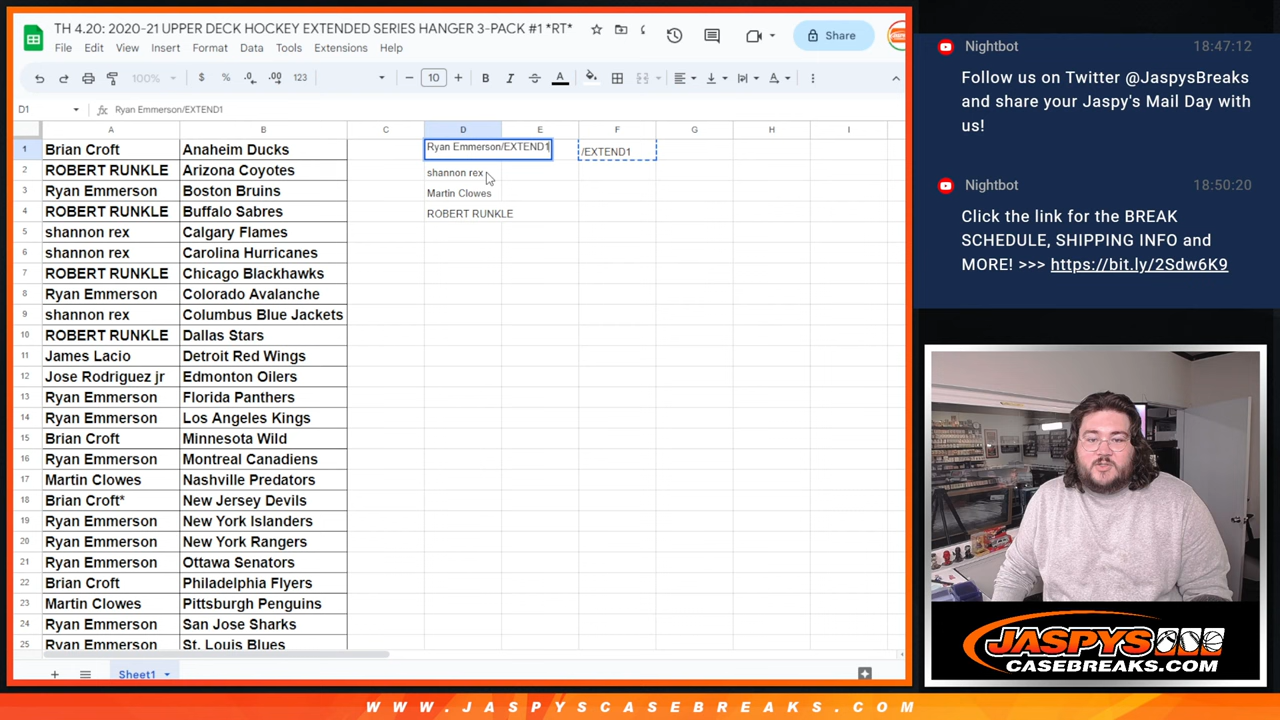 TH 4.20: 2020-21 UPPER DECK HOCKEY EXTENDED SERIES HANGER 3-PACK #1 *RT*
Share
File Edit View Insert Format Data Tools Extensions Help
100% $ % .0 .00 123 10 B I A
D1 Ryan Emmerson/EXTEND1
A B C D E F G H I
1 Brian Croft Anaheim Ducks Ryan Emmerson/EXTEND1 /EXTEND1
2 ROBERT RUNKLE Arizona Coyotes shannon rex
3 Ryan Emmerson Boston Bruins Martin Clowes
4 ROBERT RUNKLE Buffalo Sabres ROBERT RUNKLE
5 shannon rex Calgary Flames
6 shannon rex Carolina Hurricanes
7 ROBERT RUNKLE Chicago Blackhawks
8 Ryan Emmerson Colorado Avalanche
9 shannon rex Columbus Blue Jackets
10 ROBERT RUNKLE Dallas Stars
11 James Lacio Detroit Red Wings
12 Jose Rodriguez jr Edmonton Oilers
13 Ryan Emmerson Florida Panthers
14 Ryan Emmerson Los Angeles Kings
15 Brian Croft Minnesota Wild
16 Ryan Emmerson Montreal Canadiens
17 Martin Clowes Nashville Predators
18 Brian Croft* New Jersey Devils
19 Ryan Emmerson New York Islanders
20 Ryan Emmerson New York Rangers
21 Ryan Emmerson Ottawa Senators
22 Brian Croft Philadelphia Flyers
23 Martin Clowes Pittsburgh Penguins
24 Ryan Emmerson San Jose Sharks
25 Ryan Emmerson St. Louis Blues
Sheet1
Nightbot 18:47:12
Follow us on Twitter @JaspysBreaks
and share your Jaspy's Mail Day with
us!
Nightbot 18:50:20
Click the link for the BREAK
SCHEDULE, SHIPPING INFO and
MORE! >>> https://bit.ly/2Sdw6K9
JASPYS
CASEBREAKS.COM
WWW.JASPYSCASEBREAKS.COM